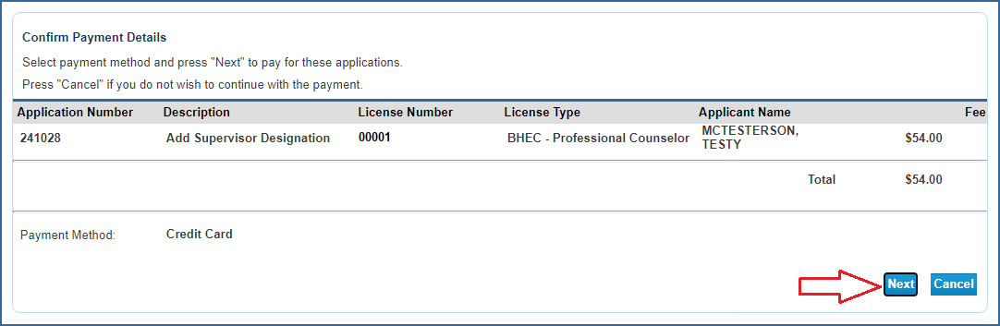 Confirm Payment Details
Select payment method and press "Next" to pay for these applications.
Press "Cancel" if you do not wish to continue with the payment.
Application Number Description License Number License Type Applicant Name Fee
241028 Add Supervisor Designation 00001 BHEC - Professional Counselor MCTESTERSON, $54.00
TESTY
Total $54.00
Payment Method: Credit Card
Next Cancel